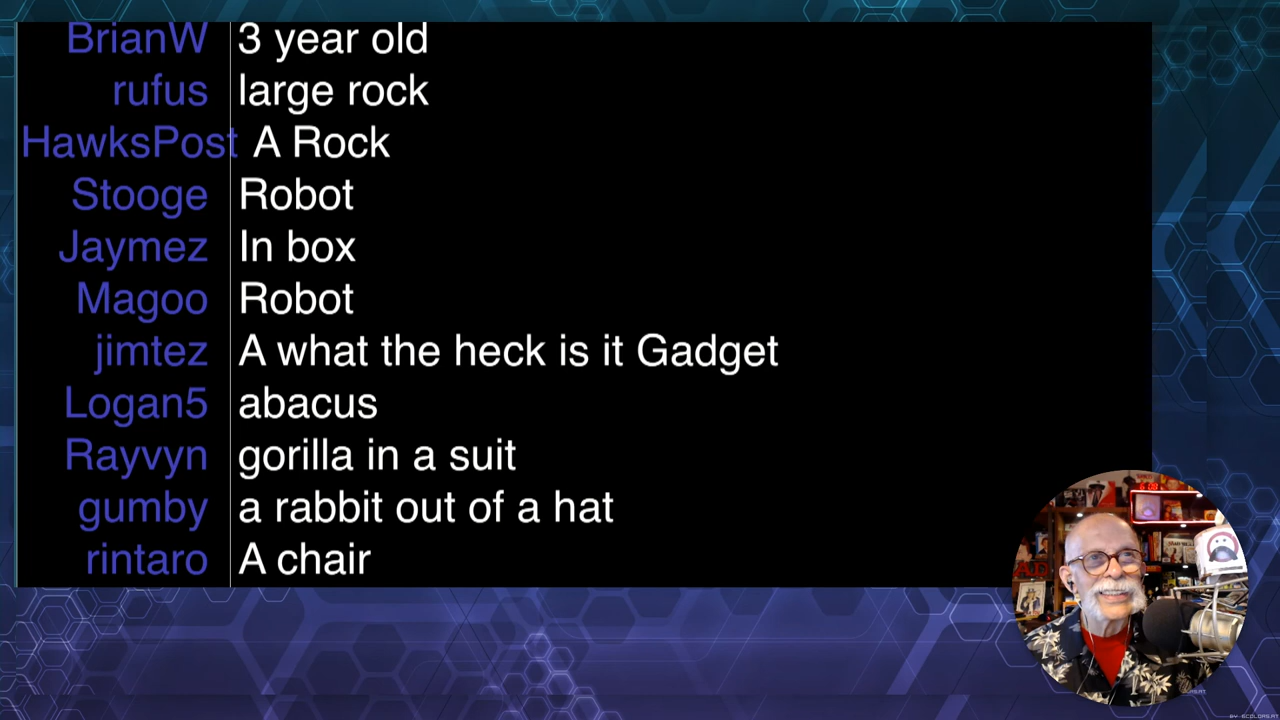 BrianW 3 year old
rufus large rock
HawksPost A Rock
Stooge Robot
Jaymez In box
Magoo Robot
jimtez A what the heck is it Gadget
Logan5 abacus
Rayvyn gorilla in a suit
gumby a rabbit out of a hat
rintaro A chair